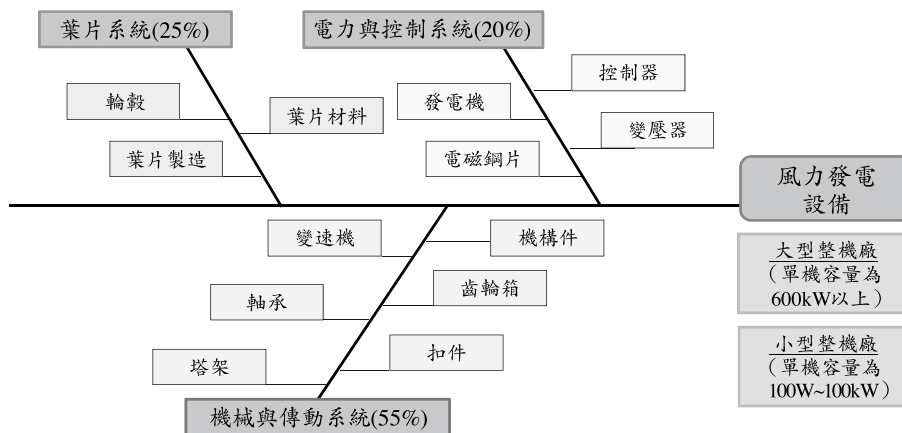 葉片系統(25%)
電力與控制系統(20%)
輪轂
葉片材料
葉片製造
控制器
發電機
變壓器
電磁鋼片
風力發電
設備
變速機
機構件
軸承
齒輪箱
塔架
扣件
機械與傳動系統(55%)
大型整機廠
(單機容量為
600kW以上)
小型整機廠
(單機容量為
100W~100kW)